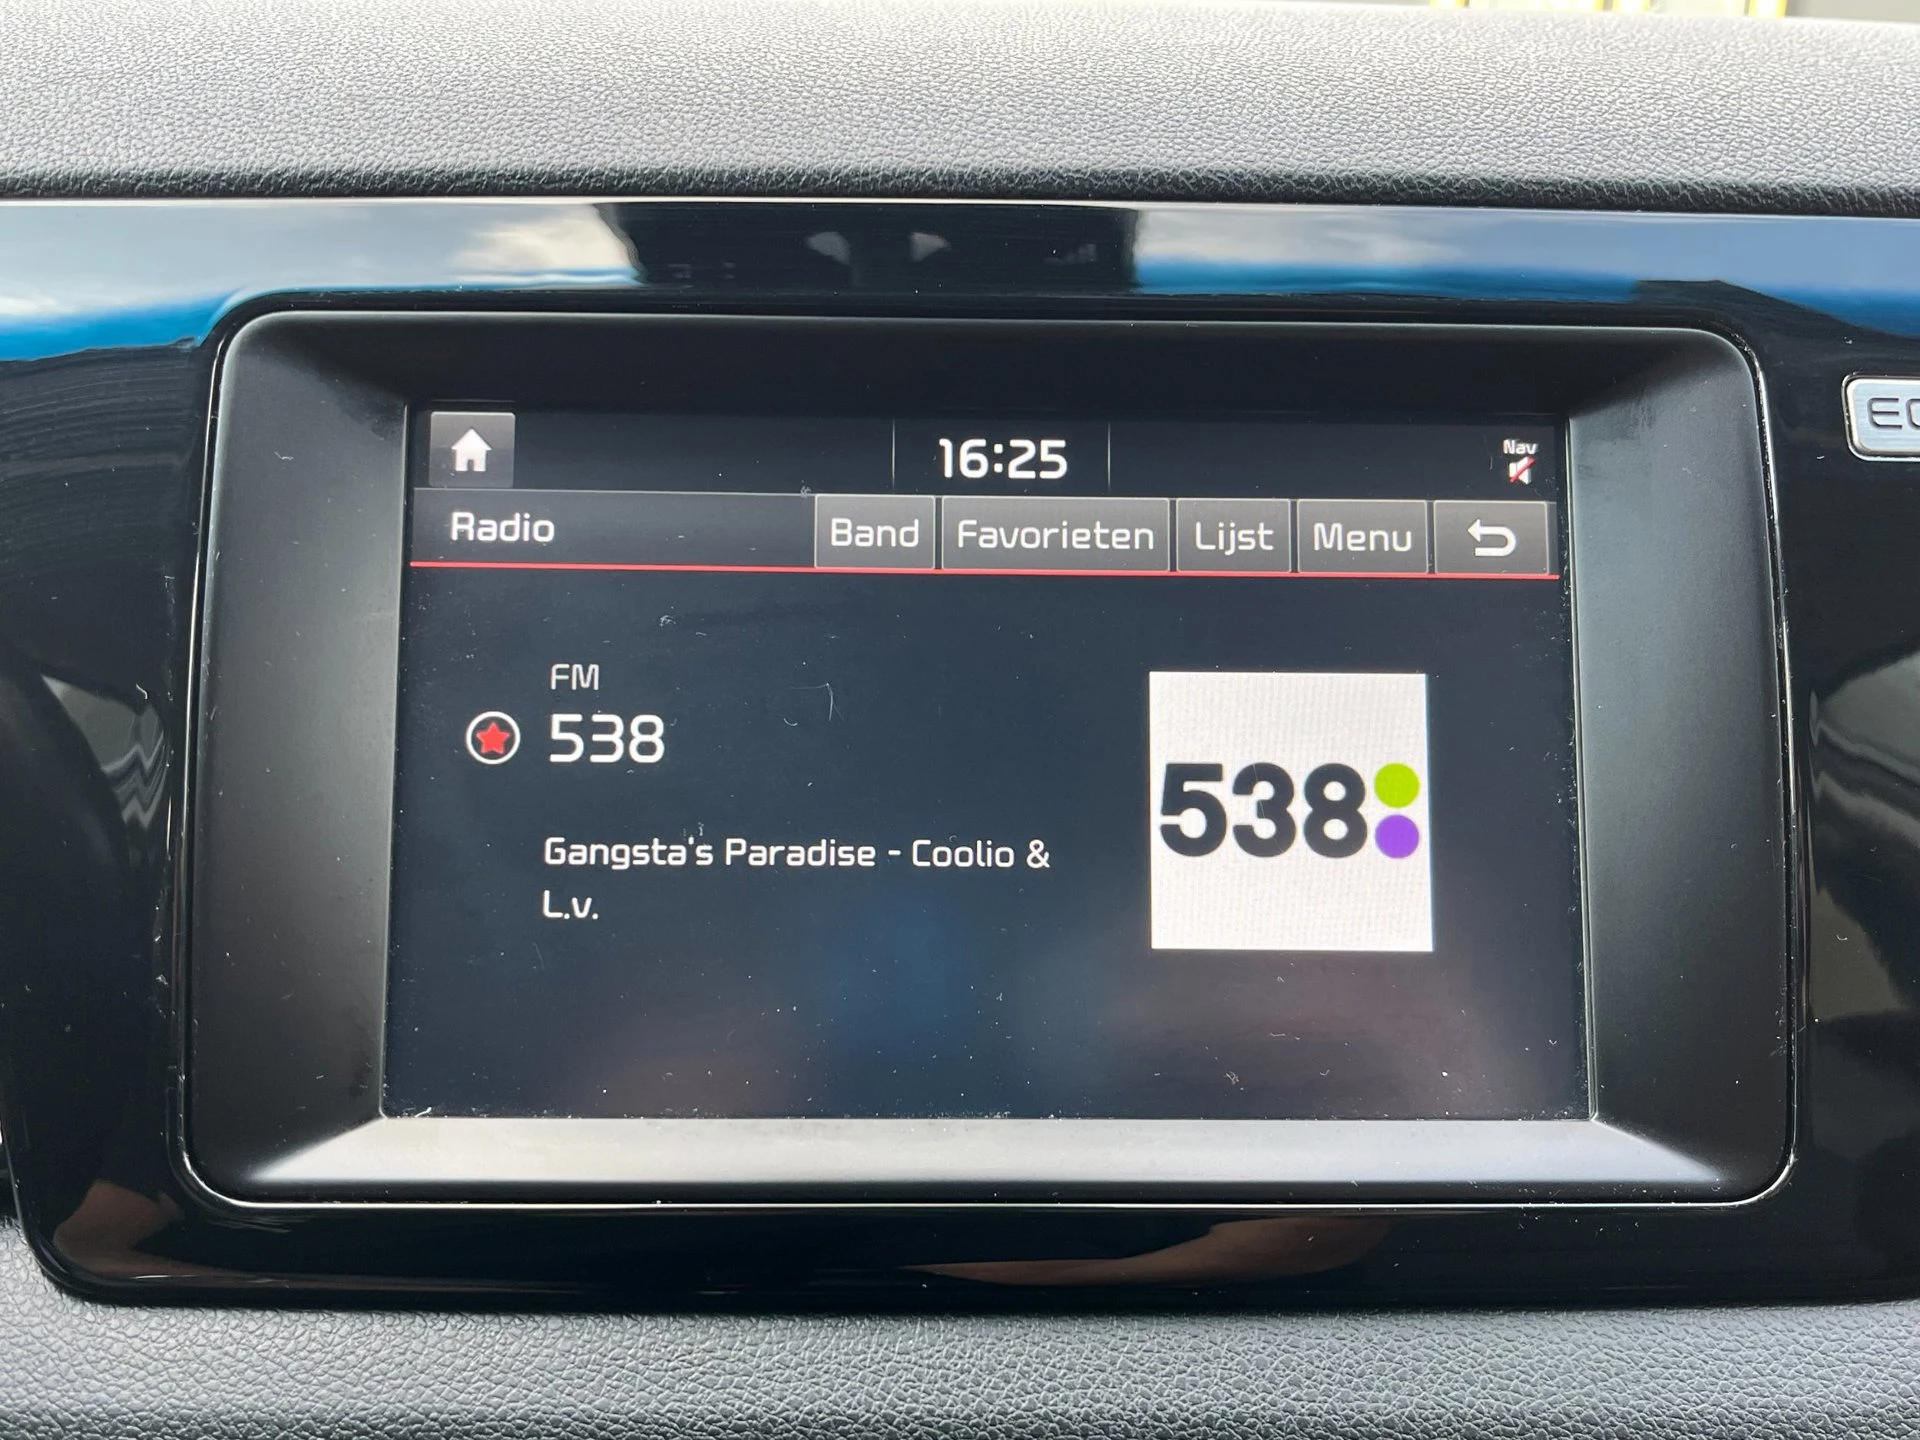 16:25
Nav
Radio
Band
Favorieten
Lijst
Menu
FM
538
Gangsta's Paradise - Coolio &
L.v.
538